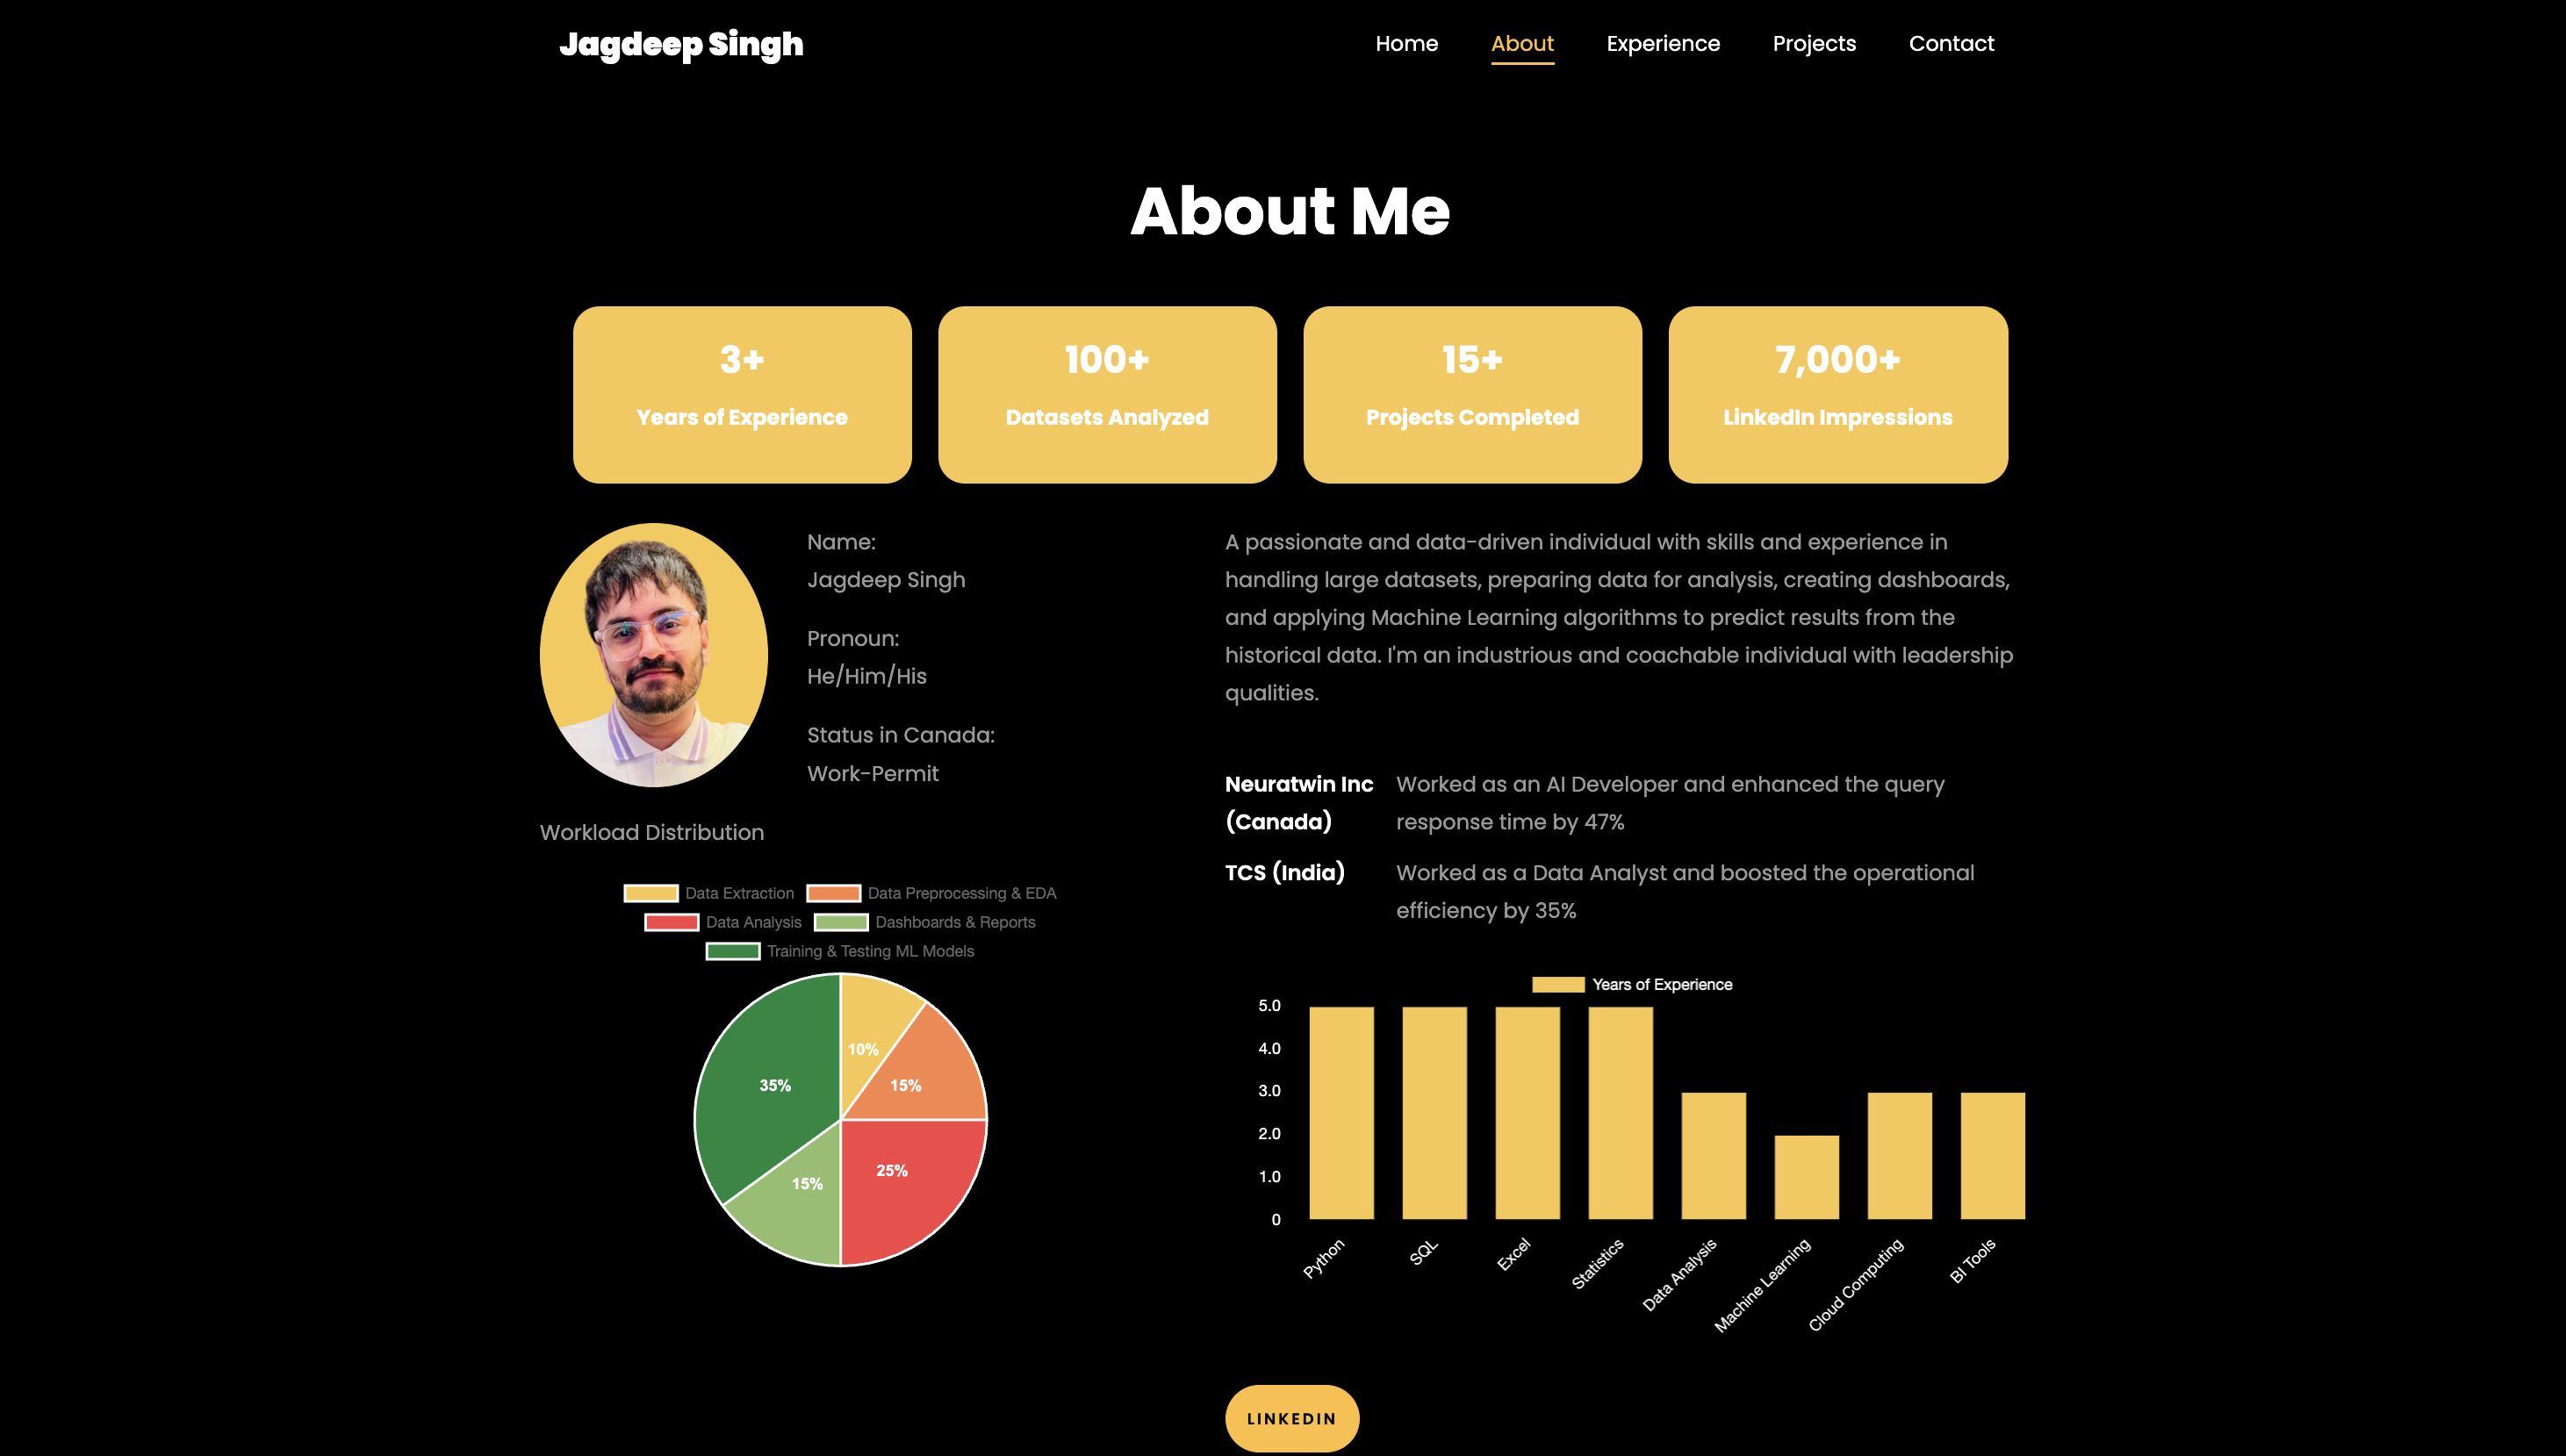 Jagdeep Singh
Home
About
Experience
Projects
Contact
About Me
3+
Years of Experience
100+
Datasets Analyzed
15+
Projects Completed
7,000+
LinkedIn Impressions
Name:
Jagdeep Singh
Pronoun:
He/Him/His
Status in Canada:
Work-Permit
Workload Distribution
Data Extraction
Data Preprocessing & EDA
Data Analysis
Dashboards & Reports
Training & Testing ML Models
10%
15%
25%
15%
35%
A passionate and data-driven individual with skills and experience in
handling large datasets, preparing data for analysis, creating dashboards,
and applying Machine Learning algorithms to predict results from the
historical data. I'm an industrious and coachable individual with leadership
qualities.
Neuratwin Inc
(Canada)
Worked as an AI Developer and enhanced the query
response time by 47%
TCS (India)
Worked as a Data Analyst and boosted the operational
efficiency by 35%
Years of Experience
5.0
4.0
3.0
2.0
1.0
0
Python
SQL
Excel
Statistics
Data Analysis
Machine Learning
Cloud Computing
BI Tools
LINKEDIN